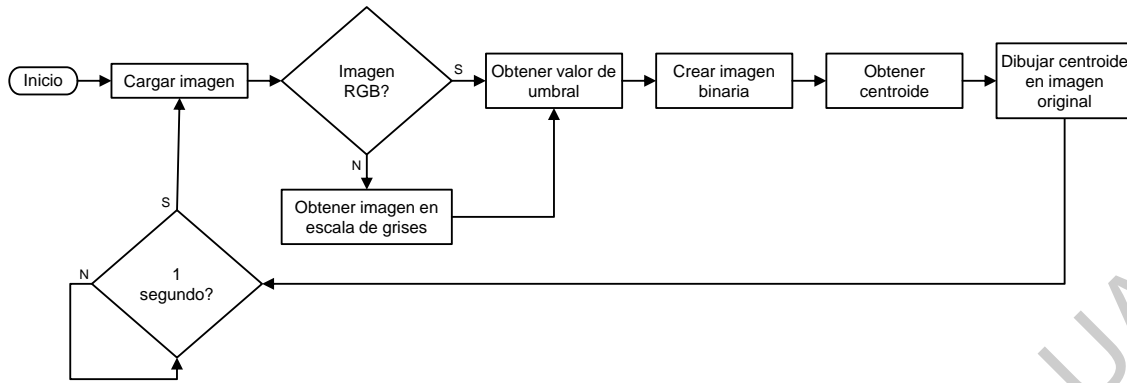 Inicio
Cargar imagen
Imagen
RGB?
S
Obtener valor de
umbral
Crear imagen
binaria
Obtener
centroide
Dibujar centroide
en imagen
original
N
Obtener imagen en
escala de grises
S
N
1
segundo?